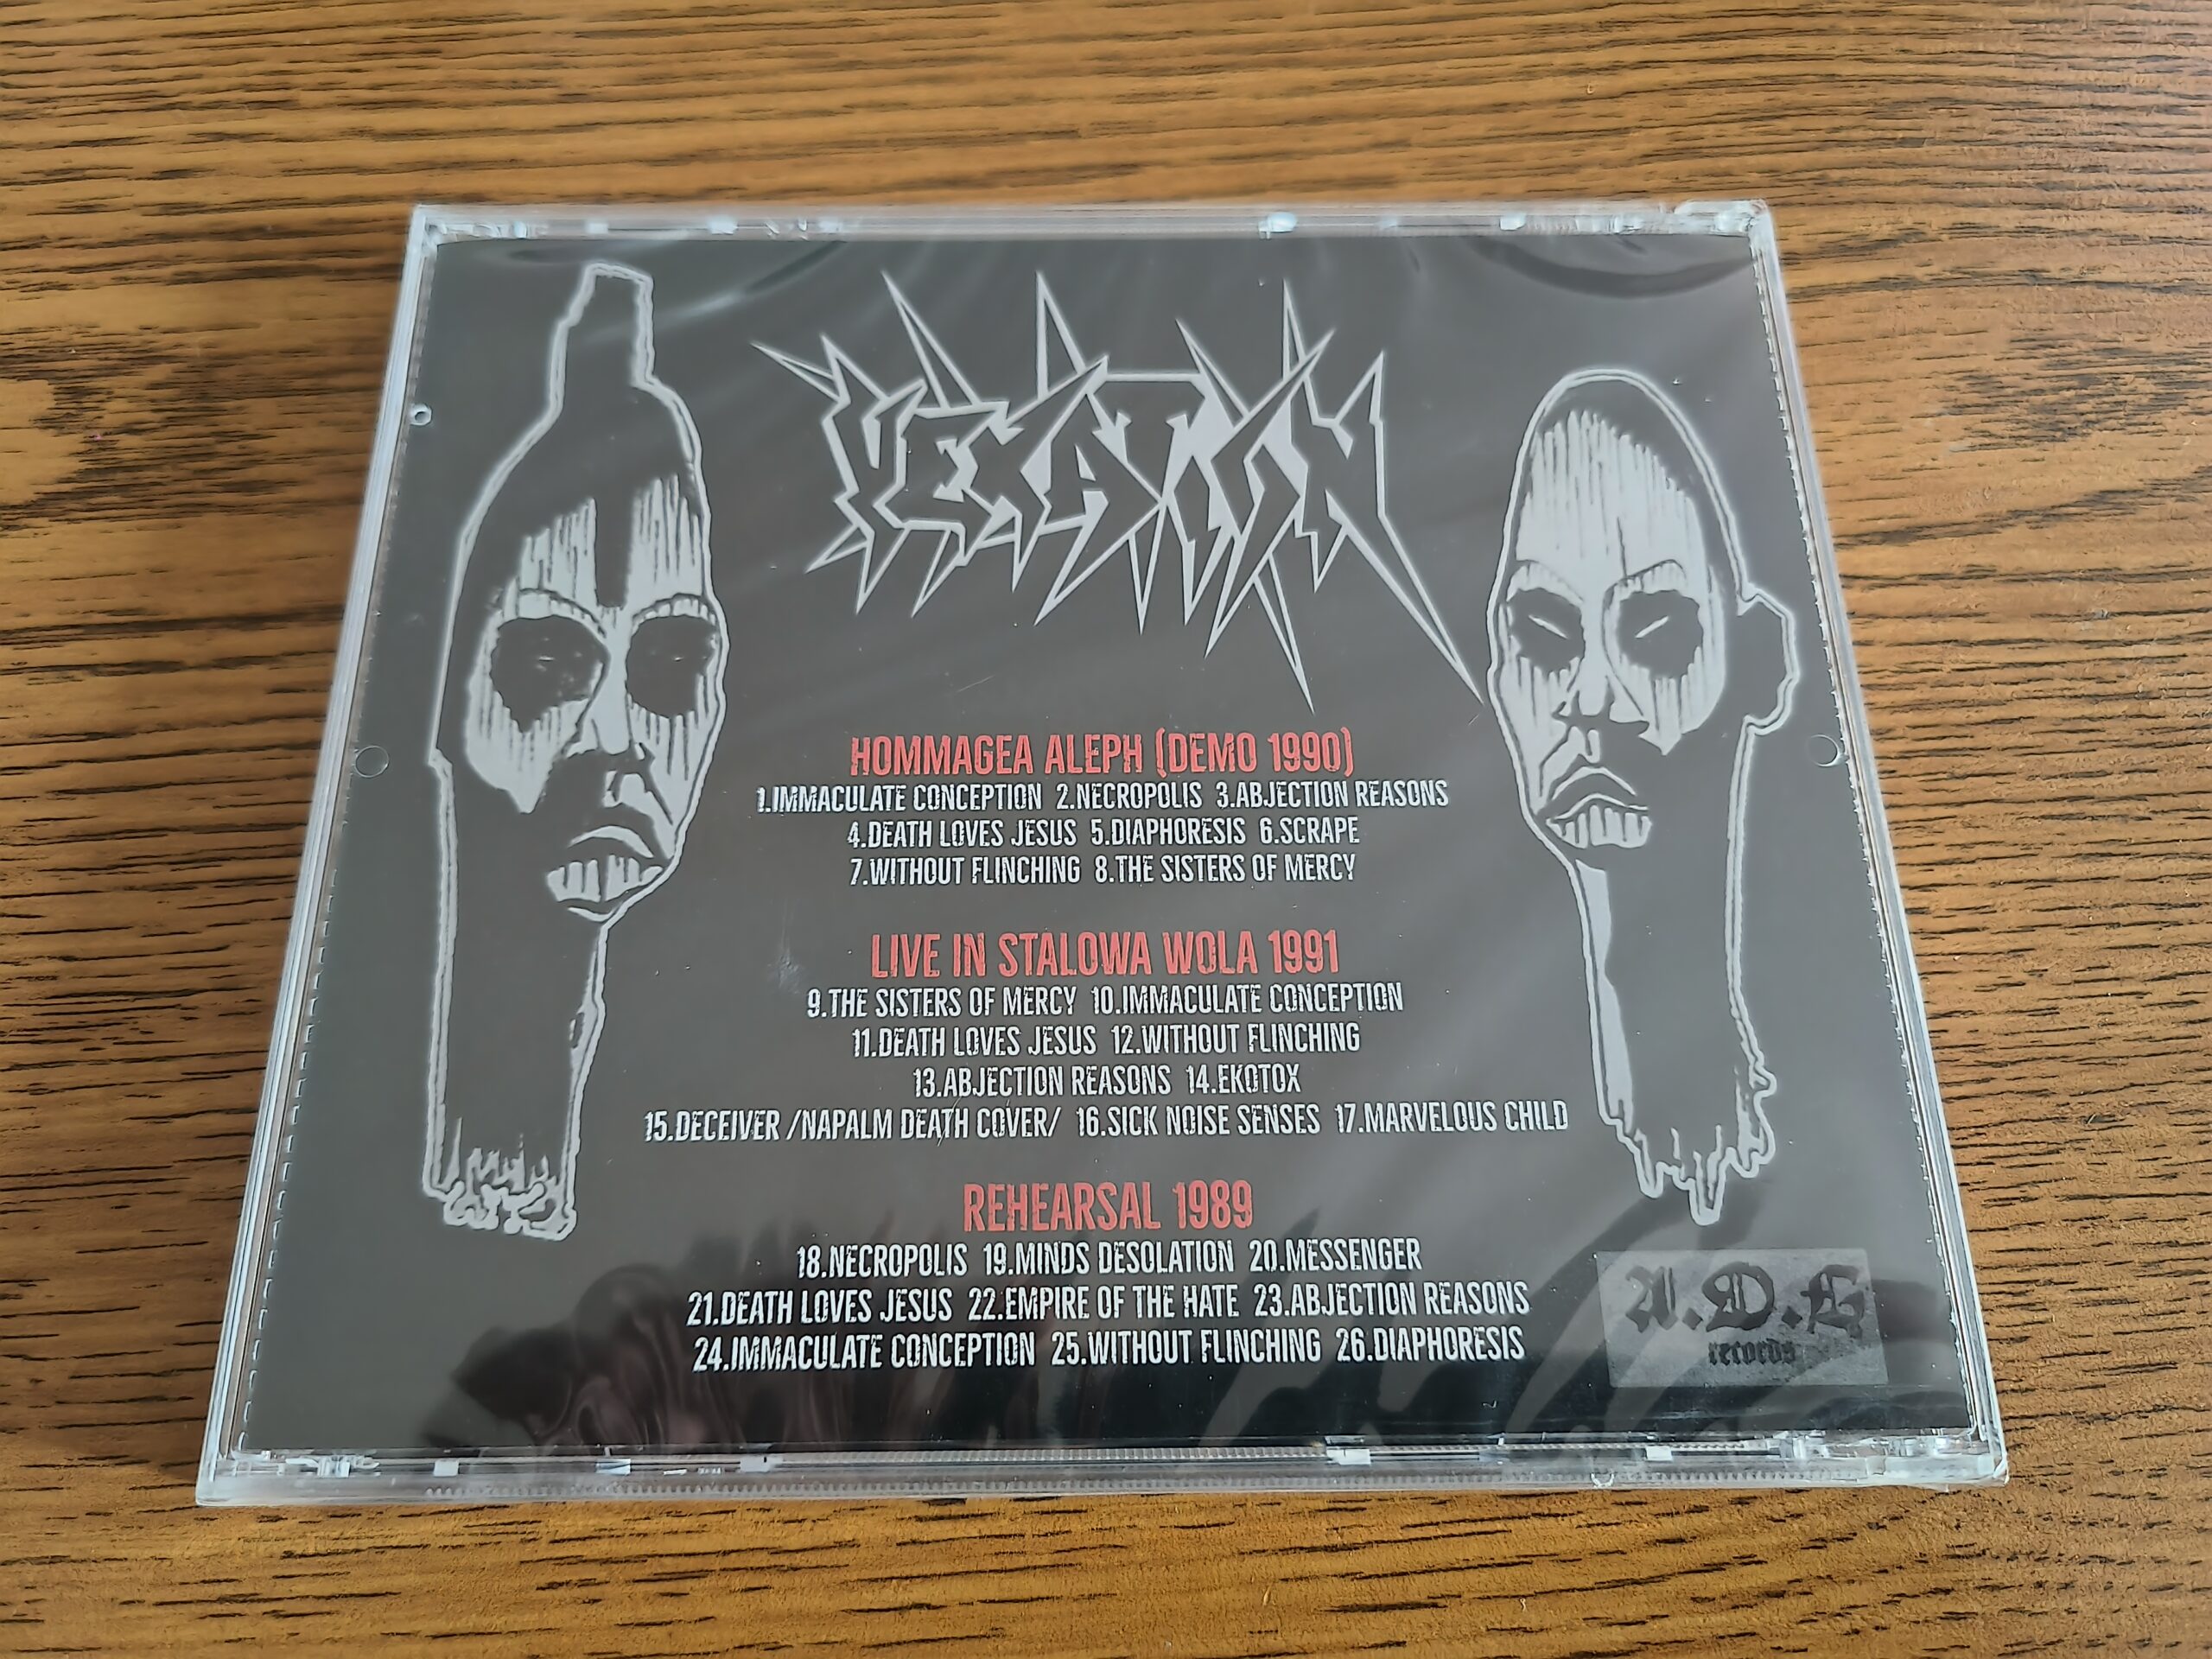 VEXATION
HOMMAGEA ALEPH (DEMO 1990)
1.IMMACULATE CONCEPTION 2.NECROPOLIS 3.ABJECTION REASONS
4.DEATH LOVES JESUS 5.DIAPHORESIS 6.SCRAPE
7.WITHOUT FLINCHING 8.THE SISTERS OF MERCY
LIVE IN STALOWA WOLA 1991
9.THE SISTERS OF MERCY 10.IMMACULATE CONCEPTION
11.DEATH LOVES JESUS 12.WITHOUT FLINCHING
13.ABJECTION REASONS 14.EKOTOX
15.DECEIVER /NAPALM DEATH COVER/ 16.SICK NOISE SENSES 17.MARVELOUS CHILD
REHEARSAL 1989
18.NECROPOLIS 19.MINDS DESOLATION 20.MESSENGER
21.DEATH LOVES JESUS 22.EMPIRE OF THE HATE 23.ABJECTION REASONS
24.IMMACULATE CONCEPTION 25.WITHOUT FLINCHING 26.DIAPHORESIS
records